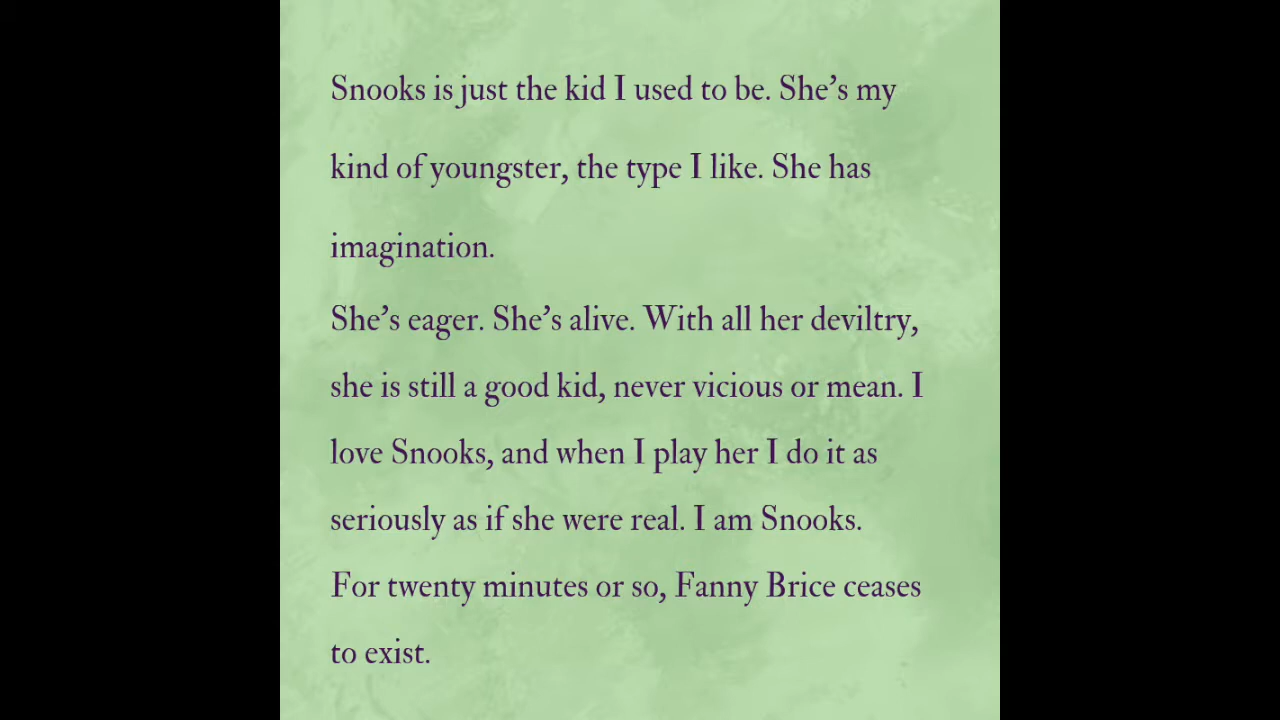 Snooks is just the kid I used to be. She’s my
kind of youngster, the type I like. She has
imagination.
She’s eager. She’s alive. With all her deviltry,
she is still a good kid, never vicious or mean. I
love Snooks, and when I play her I do it as
seriously as if she were real. I am Snooks.
For twenty minutes or so, Fanny Brice ceases
to exist.